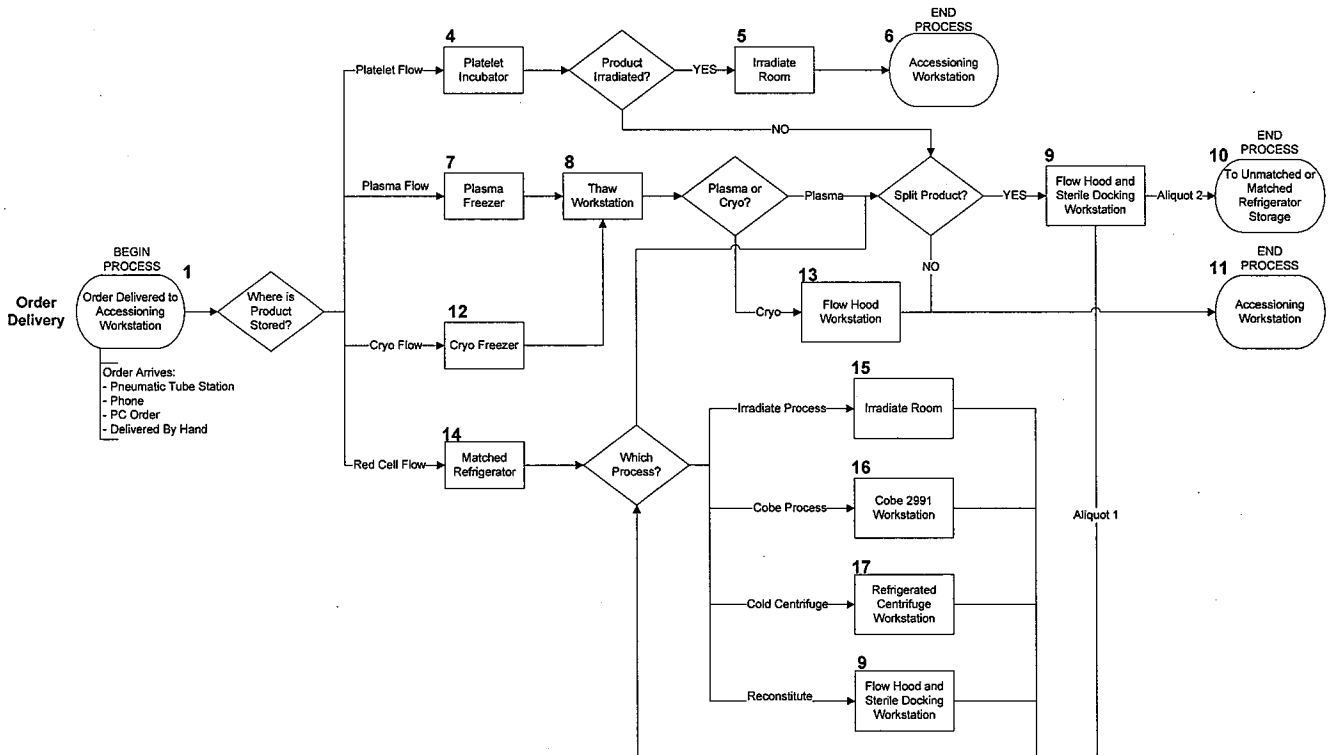 Order
Delivery
BEGIN
PROCESS
1
Order Delivered to
Accessioning
Workstation
Order Arrives:
- Pneumatic Tube Station
- Phone
- PC Order
- Delivered By Hand
Where is
Product
Stored?
Platelet Flow
4
Platelet
Incubator
Product
Irradiated?
YES
5
Irradiate
Room
END
PROCESS
6
Accessioning
Workstation
NO
Plasma Flow
7
Plasma
Freezer
8
Thaw
Workstation
Plasma or
Cryo?
Plasma
Split Product?
YES
9
Flow Hood and
Sterile Docking
Workstation
Aliquot 2
END
PROCESS
10
To Unmatched or
Matched
Refrigerator
Storage
NO
Cryo
13
Flow Hood
Workstation
END
PROCESS
11
Accessioning
Workstation
Cryo Flow
12
Cryo Freezer
Red Cell Flow
14
Matched
Refrigerator
Which
Process?
Irradiate Process
15
Irradiate Room
Cobe Process
16
Cobe 2991
Workstation
Aliquot 1
Cold Centrifuge
17
Refrigerated
Centrifuge
Workstation
Reconstitute
9
Flow Hood and
Sterile Docking
Workstation